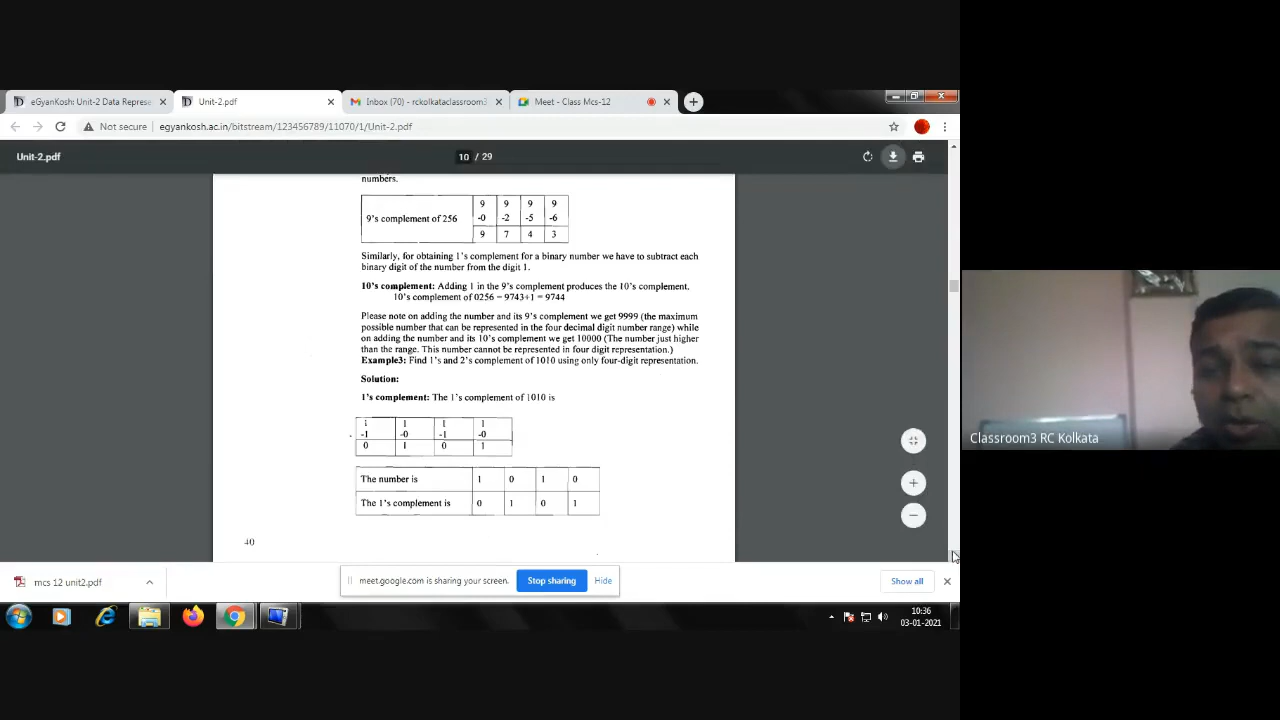 eGyanKosh: Unit-2 Data Represe
Unit-2.pdf
Inbox (70) - rckolkataclassroom3
Meet - Class Mcs-12
Not secure
egyankosh.ac.in/bitstream/123456789/11070/1/Unit-2.pdf
Unit-2.pdf
10 / 29
numbers.
9's complement of 256
9 9 9 9
-0 -2 -5 -6
9 7 4 3
Similarly, for obtaining 1's complement for a binary number we have to subtract each
binary digit of the number from the digit 1.
10's complement: Adding 1 in the 9's complement produces the 10's complement.
10's complement of 0256 = 9743+1 = 9744
Please note on adding the number and its 9's complement we get 9999 (the maximum
possible number that can be represented in the four decimal digit number range) while
on adding the number and its 10's complement we get 10000 (The number just higher
than the range. This number cannot be represented in four digit representation.)
Example3: Find 1's and 2's complement of 1010 using only four-digit representation.
Solution:
1's complement: The 1's complement of 1010 is
1 1 1 1
-1 -0 -1 -0
0 1 0 1
The number is 1 0 1 0
The 1's complement is 0 1 0 1
40
Classroom3 RC Kolkata
mcs 12 unit2.pdf
meet.google.com is sharing your screen.
Stop sharing
Hide
Show all
10:36
03-01-2021